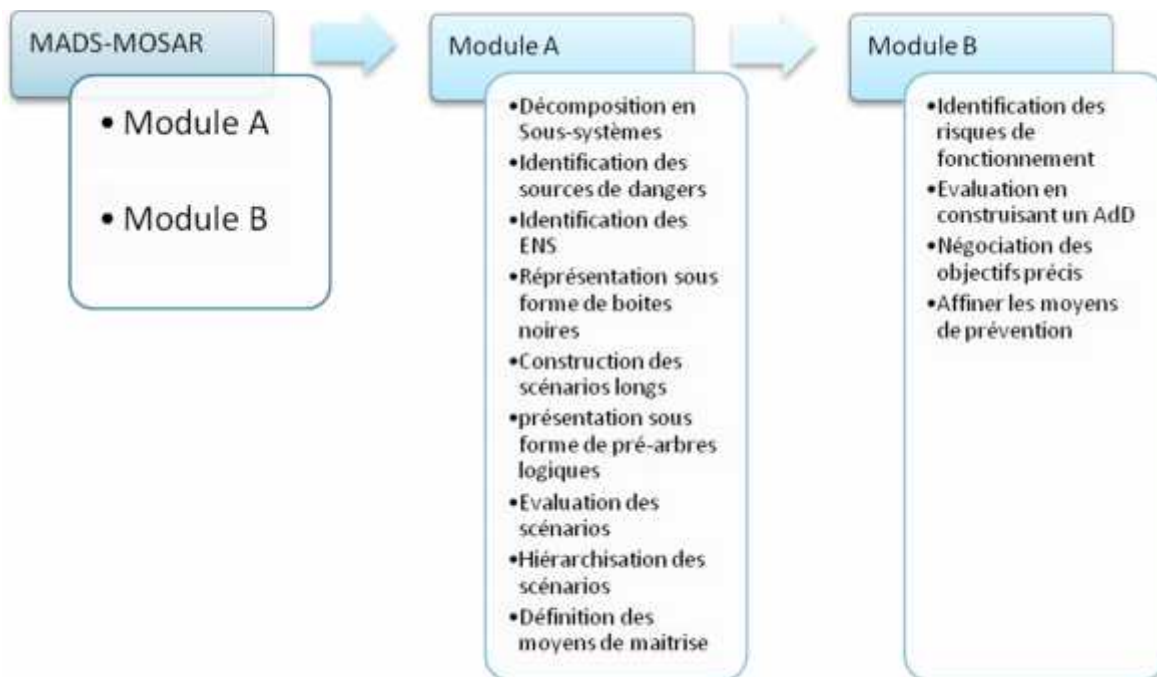 MADS-MOSAR
• Module A
• Module B
Module A
•Décomposition en
Sous-systèmes
•Identification des
sources de dangers
•Identification des
ENS
•Réprésentation sous
forme de boites
noires
•Construction des
scénarios longs
•présentation sous
forme de pré-arbres
logiques
•Evaluation des
scénarios
•Hiérarchisation des
scénarios
•Définition des
moyens de maitrise
Module B
•Identification des
risques de
fonctionnement
•Evaluation en
construisant un AdD
•Négociation des
objectifs précis
•Affiner les moyens
de prévention